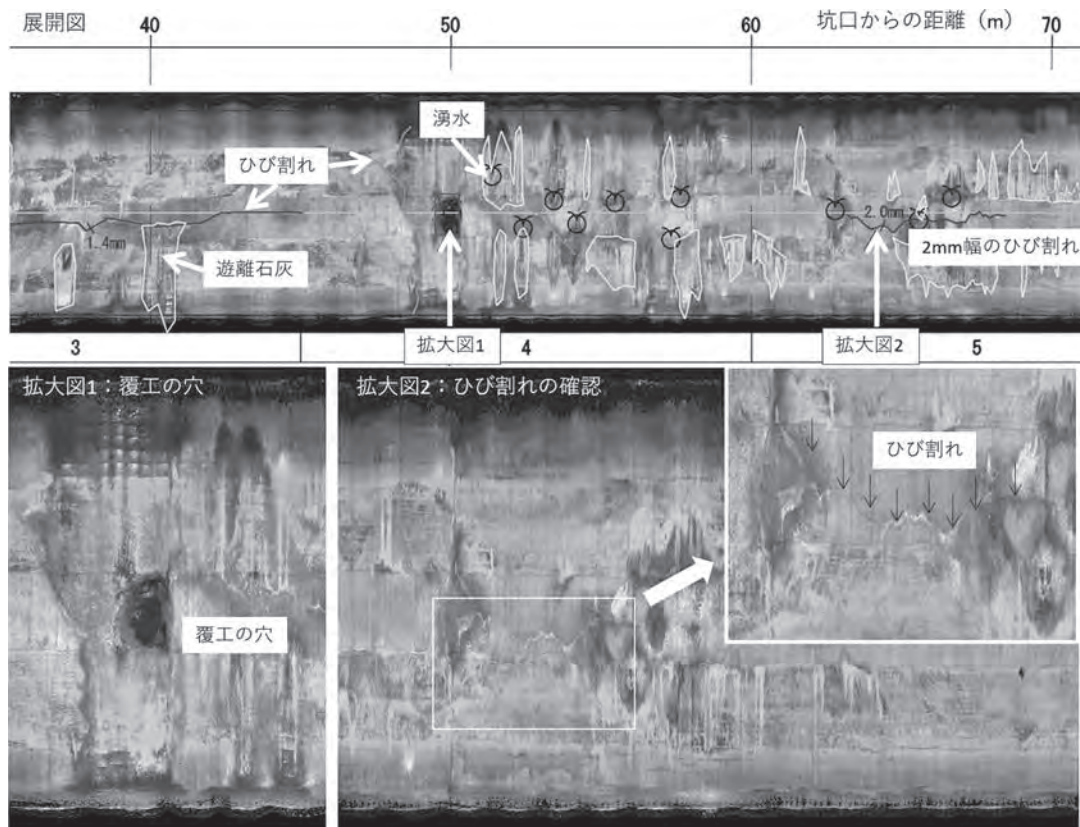 展開図
40
50
60
70
坑口からの距離（m）
湧水
ひび割れ
1.4mm
遊離石灰
2.0mm
2mm幅のひび割れ
拡大図1
拡大図2
3
4
5
拡大図1：覆工の穴
覆工の穴
拡大図2：ひび割れの確認
ひび割れ